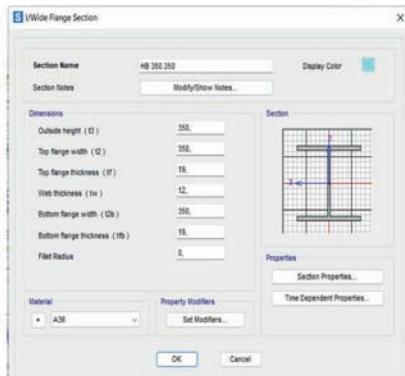 I/Wide Flange Section
Section Name HB 350.350 Display Color
Section Notes Modify/Show Notes...
Dimensions
Outside height ( t3 ) 350,
Top flange width ( t2 ) 350,
Top flange thickness ( tf ) 19,
Web thickness ( tw ) 12,
Bottom flange width ( t2b ) 350,
Bottom flange thickness ( tfb ) 19,
Fillet Radius 0,
Section
2
3
Properties
Section Properties...
Time Dependent Properties...
Material
+ A36
Property Modifiers
Set Modifiers...
OK Cancel